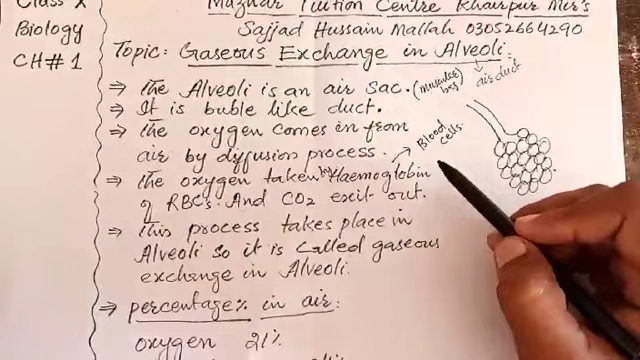 Class X
Biology
CH# 1
Mazhar Tuition Centre Khairpur Mir's
Sajjad Hussain Mallah 03052664290
Topic: Gaseous Exchange in Alveoli.
air duct
⇒ The Alveoli is an air sac. (muscular
⇒ It is buble like duct.
⇒ The oxygen comes in from
air by diffusion process.
Blood
cells.
⇒ The oxygen taken by Haemoglobin
of RBCs. And CO2 exit out.
⇒ This process takes place in
Alveoli so it is called gaseous
exchange in Alveoli.
⇒ percentage% in air:
oxygen 21%